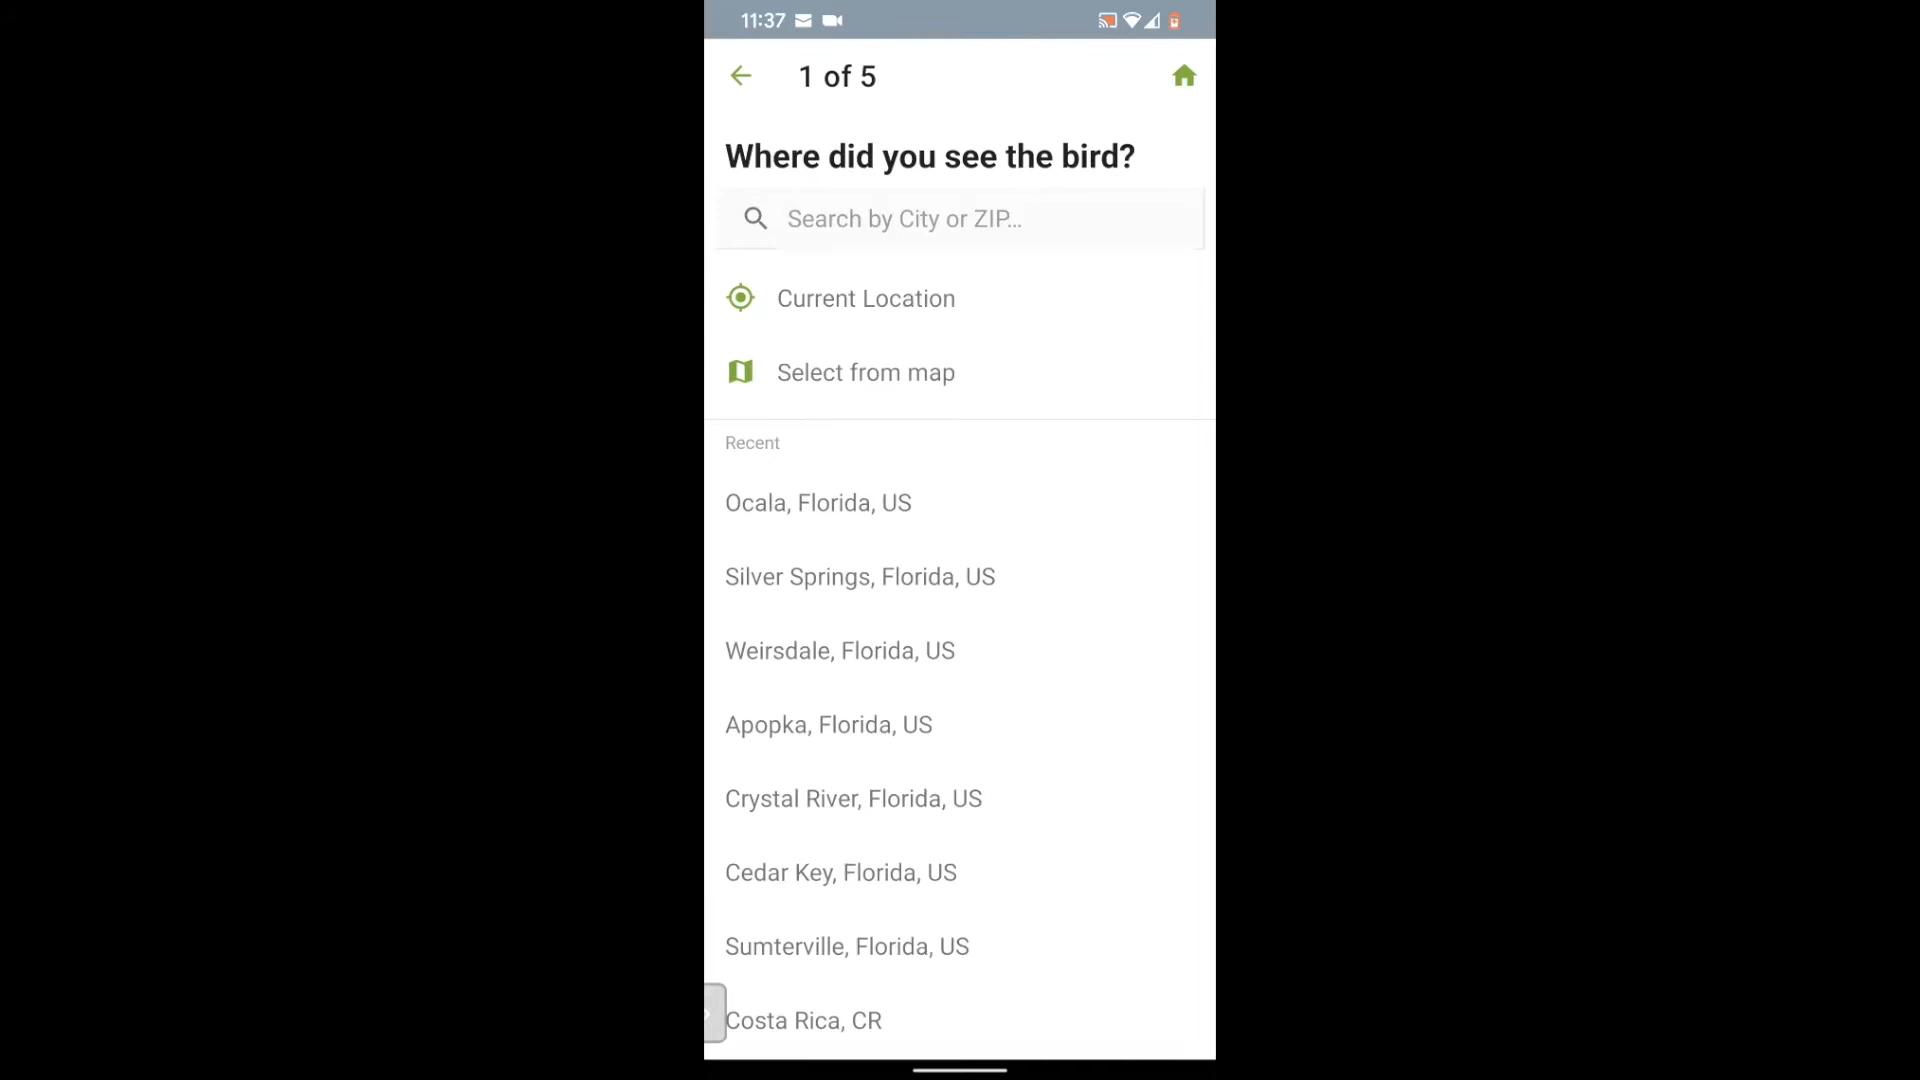 11:37
1 of 5
Where did you see the bird?
Search by City or ZIP...
Current Location
Select from map
Recent
Ocala, Florida, US
Silver Springs, Florida, US
Weirsdale, Florida, US
Apopka, Florida, US
Crystal River, Florida, US
Cedar Key, Florida, US
Sumterville, Florida, US
Costa Rica, CR